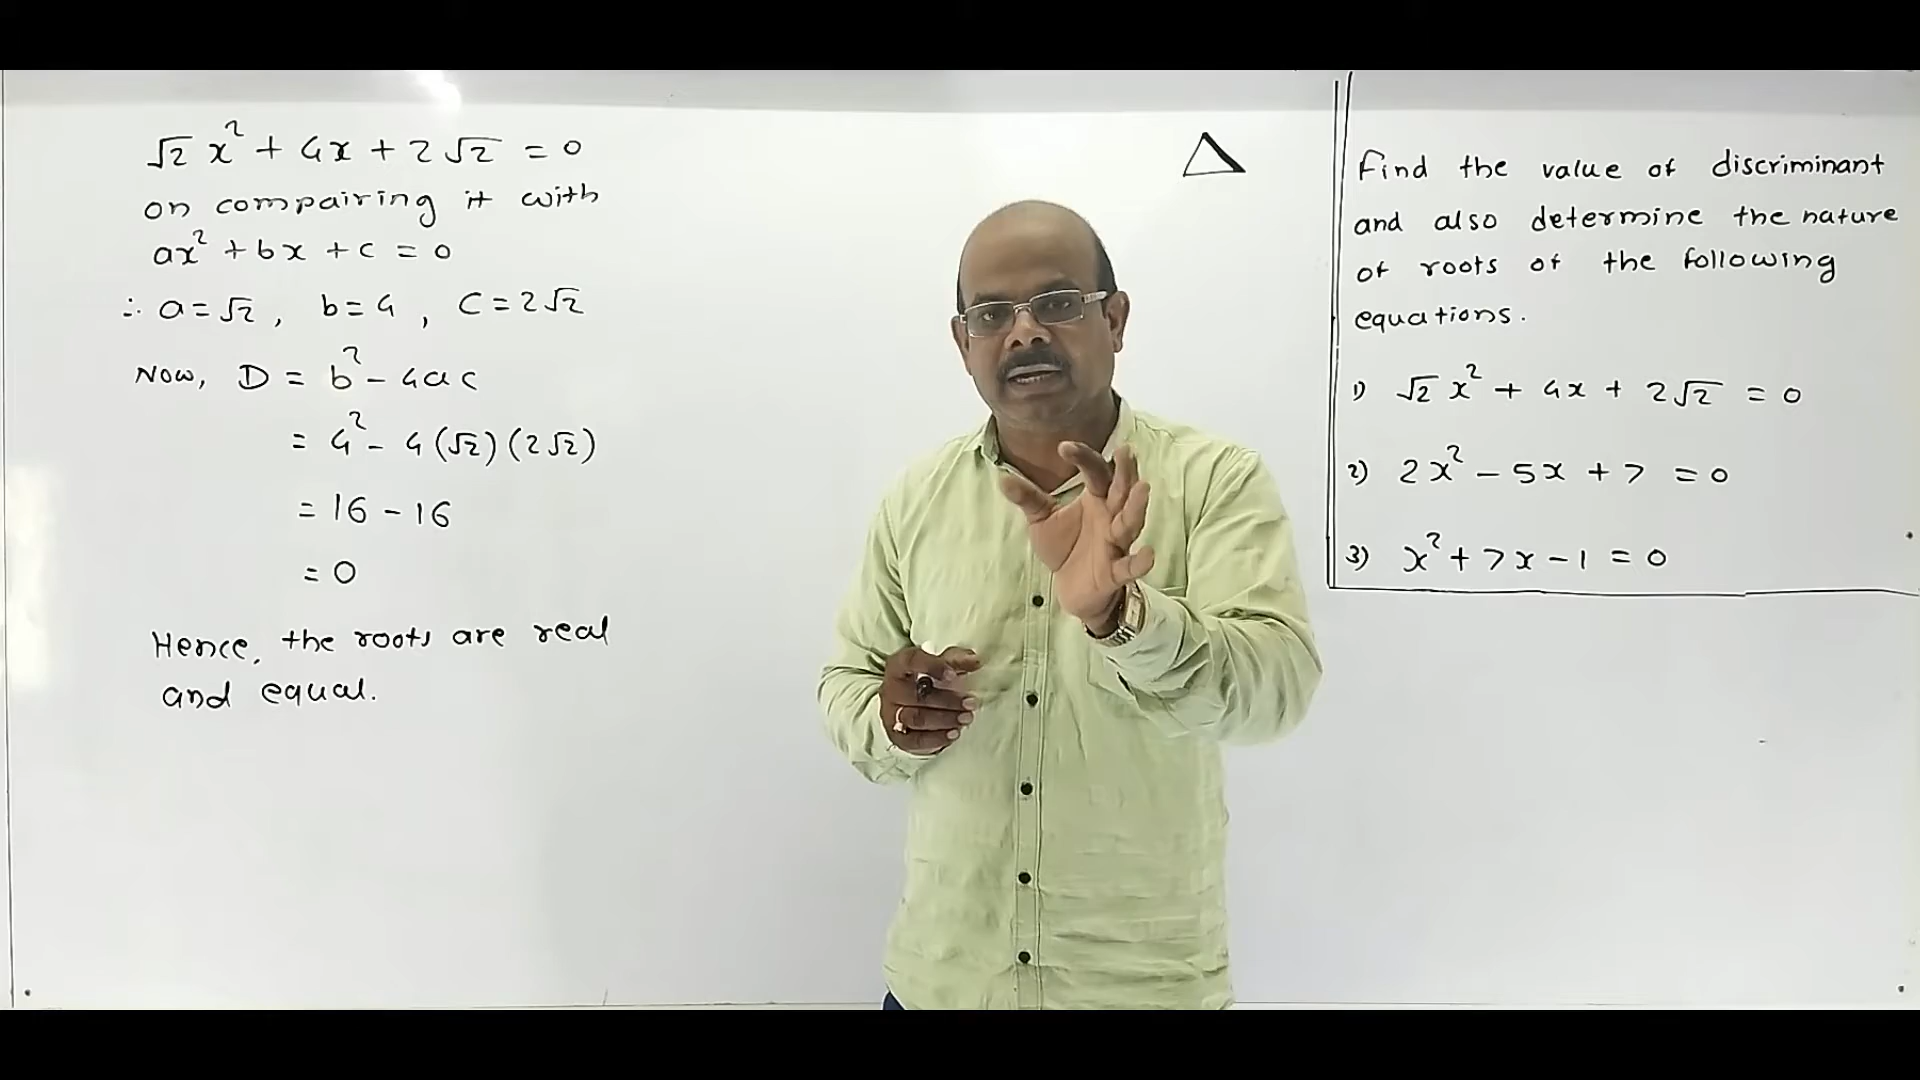 √2 x² + 4x + 2√2 = 0
on compairing it with
ax² + bx + c = 0
∴ a = √2, b = 4, c = 2√2
Now, D = b² - 4ac
= 4² - 4(√2)(2√2)
= 16 - 16
= 0
Hence, the roots are real
and equal.
△
Find the value of discriminant
and also determine the nature
of roots of the following
equations.
1) √2 x² + 4x + 2√2 = 0
2) 2x² - 5x + 7 = 0
3) x² + 7x - 1 = 0